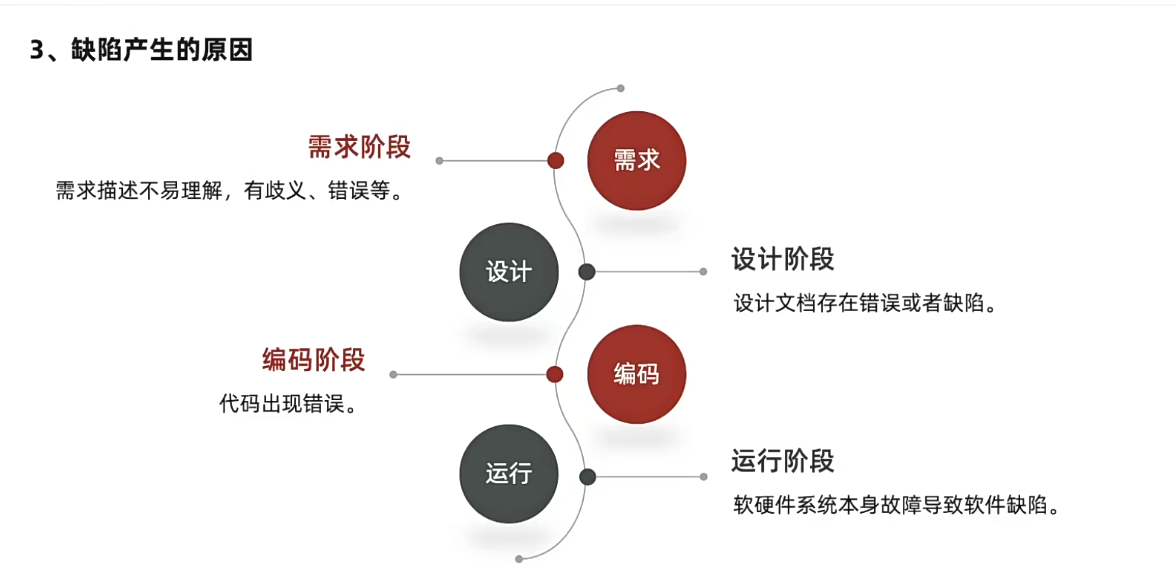 3、缺陷产生的原因
需求阶段
需求描述不易理解，有歧义、错误等。
需求
设计
设计阶段
设计文档存在错误或者缺陷。
编码阶段
代码出现错误。
编码
运行
运行阶段
软硬件系统本身故障导致软件缺陷。